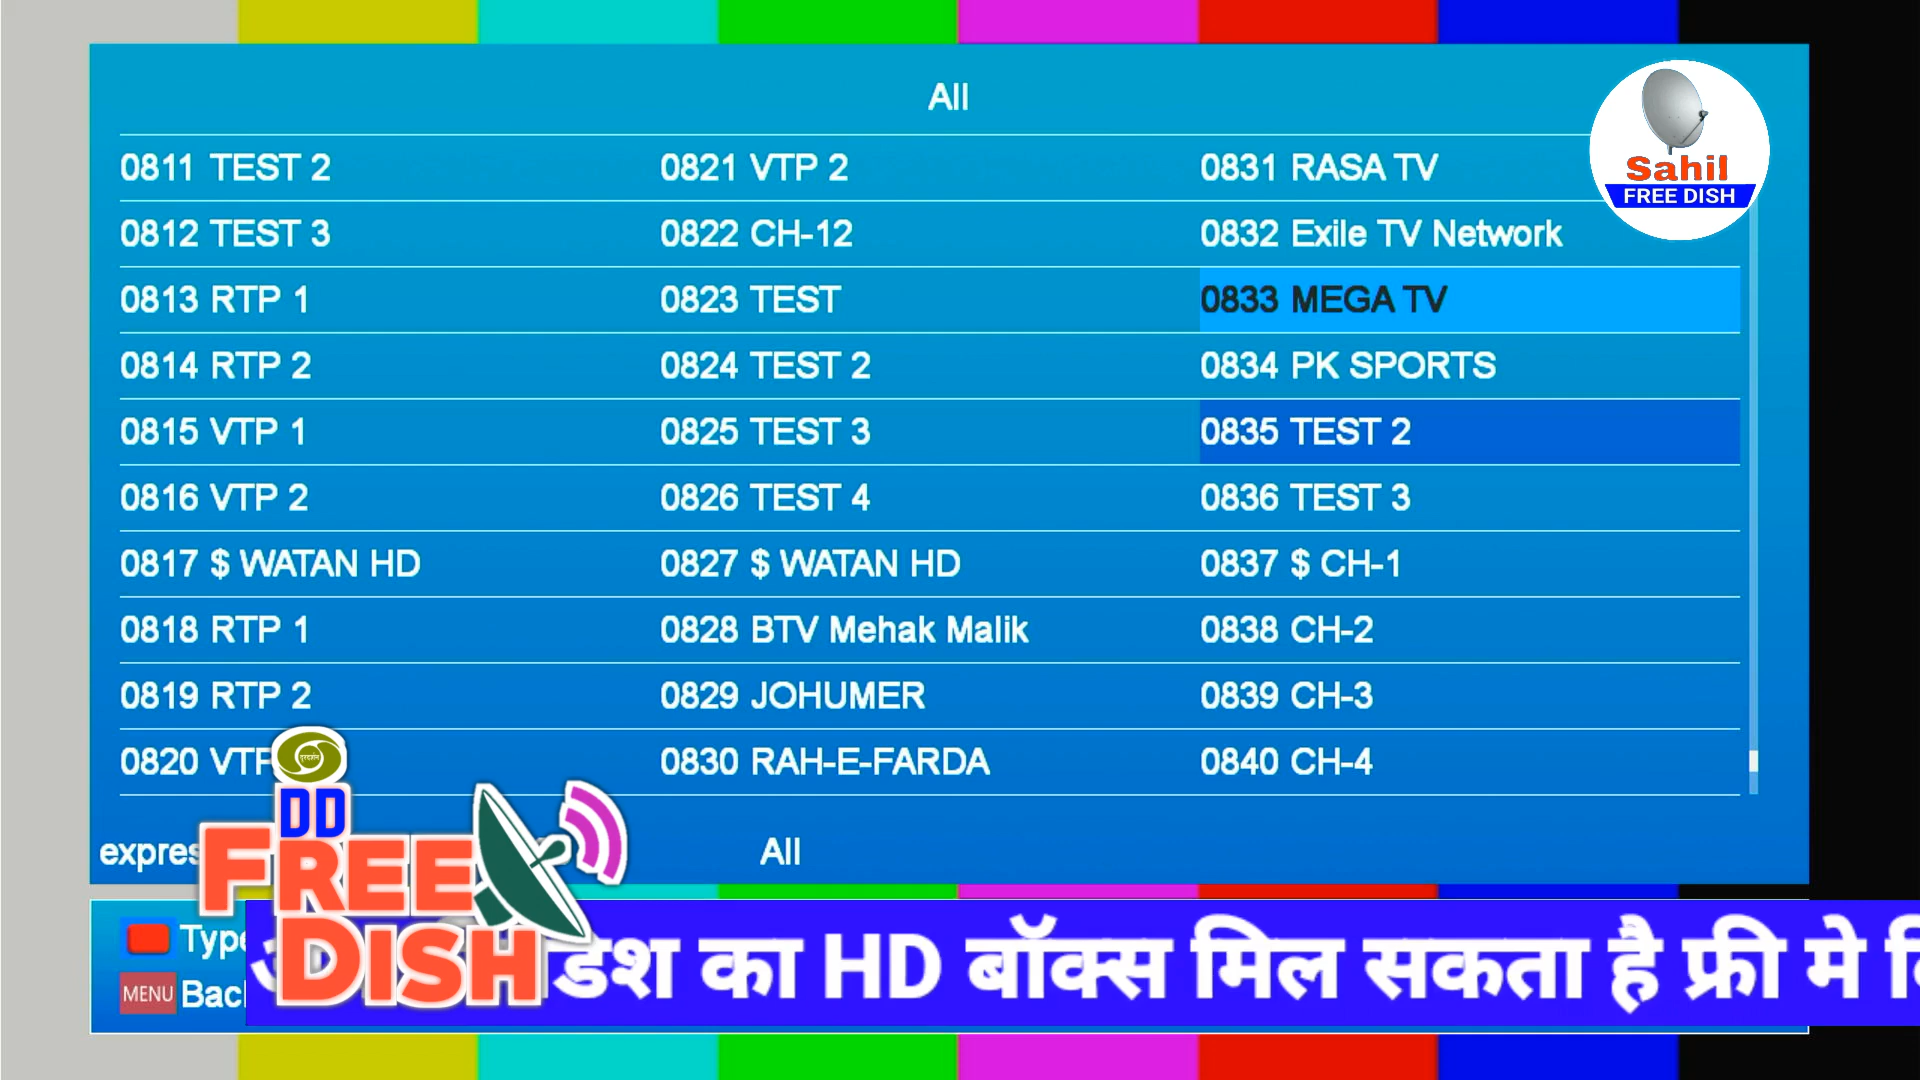 All
0811 TEST 2
0812 TEST 3
0813 RTP 1
0814 RTP 2
0815 VTP 1
0816 VTP 2
0817 $ WATAN HD
0818 RTP 1
0819 RTP 2
0820
0821 VTP 2
0822 CH-12
0823 TEST
0824 TEST 2
0825 TEST 3
0826 TEST 4
0827 $ WATAN HD
0828 BTV Mehak Malik
0829 JOHUMER
0830 RAH-E-FARDA
0831 RASA TV
0832 Exile TV Network
0833 MEGA TV
0834 PK SPORTS
0835 TEST 2
0836 TEST 3
0837 $ CH-1
0838 CH-2
0839 CH-3
0840 CH-4
Sahil
FREE DISH
All
दूरदर्शन
DD
FREE
DISH
MENU
का HD बॉक्स मिल सकता है फ्री मे